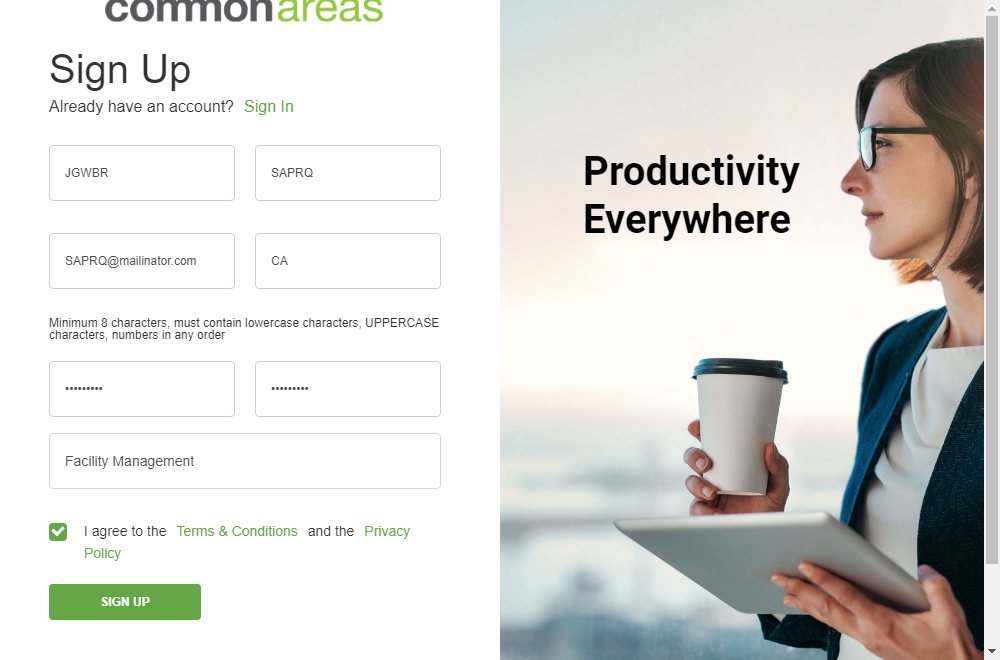 commonareas
Sign Up
Already have an account? Sign In
JGWBR SAPRQ
SAPRQ@mailinator.com CA
Minimum 8 characters, must contain lowercase characters, UPPERCASE
characters, numbers in any order
••••••••• •••••••••
Facility Management
I agree to the Terms & Conditions and the Privacy
Policy
SIGN UP
Productivity
Everywhere